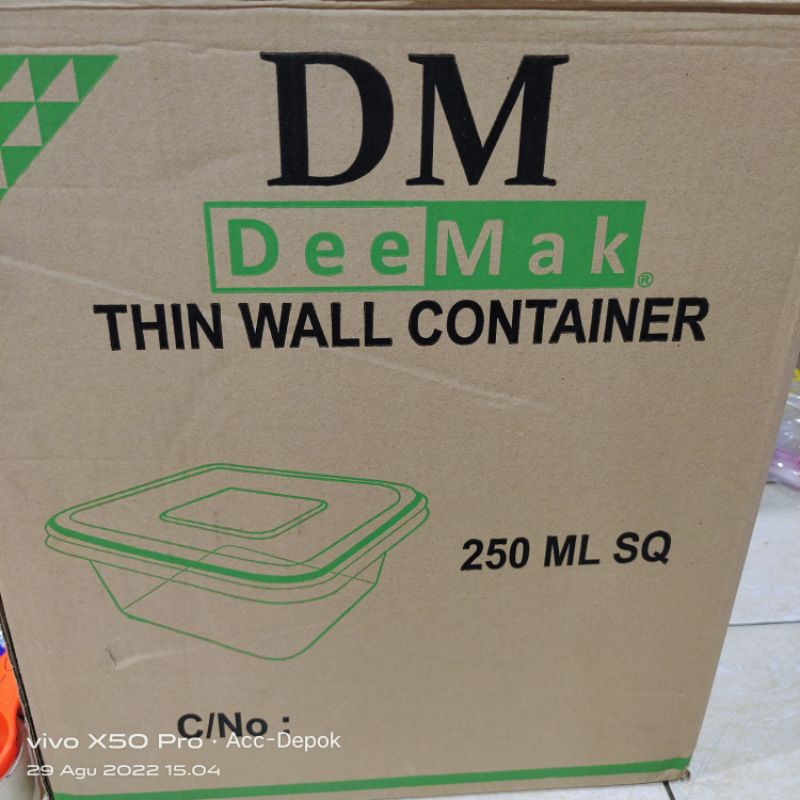 DM
DeeMak®
THIN WALL CONTAINER
250 ML SQ
C/No :
vivo X50 Pro · Acc-Depok
29 Agu 2022 15.04